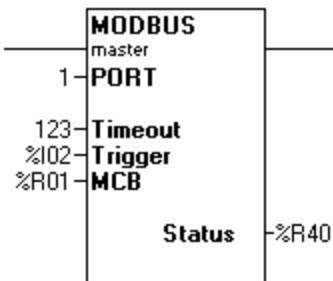 MODBUS
master
1 PORT
123 Timeout
%I02 Trigger
%R01 MCB
Status %R40